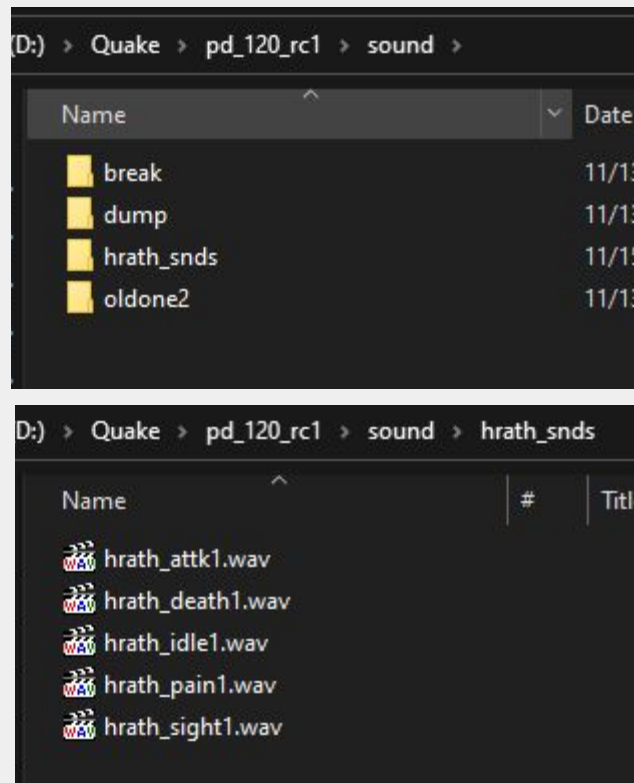 (D:) > Quake > pd_120_rc1 > sound >
Name Date
break 11/13
dump 11/13
hrath_snds 11/15
oldone2 11/13
D:) > Quake > pd_120_rc1 > sound > hrath_snds
Name # Titl
hrath_attk1.wav
hrath_death1.wav
hrath_idle1.wav
hrath_pain1.wav
hrath_sight1.wav